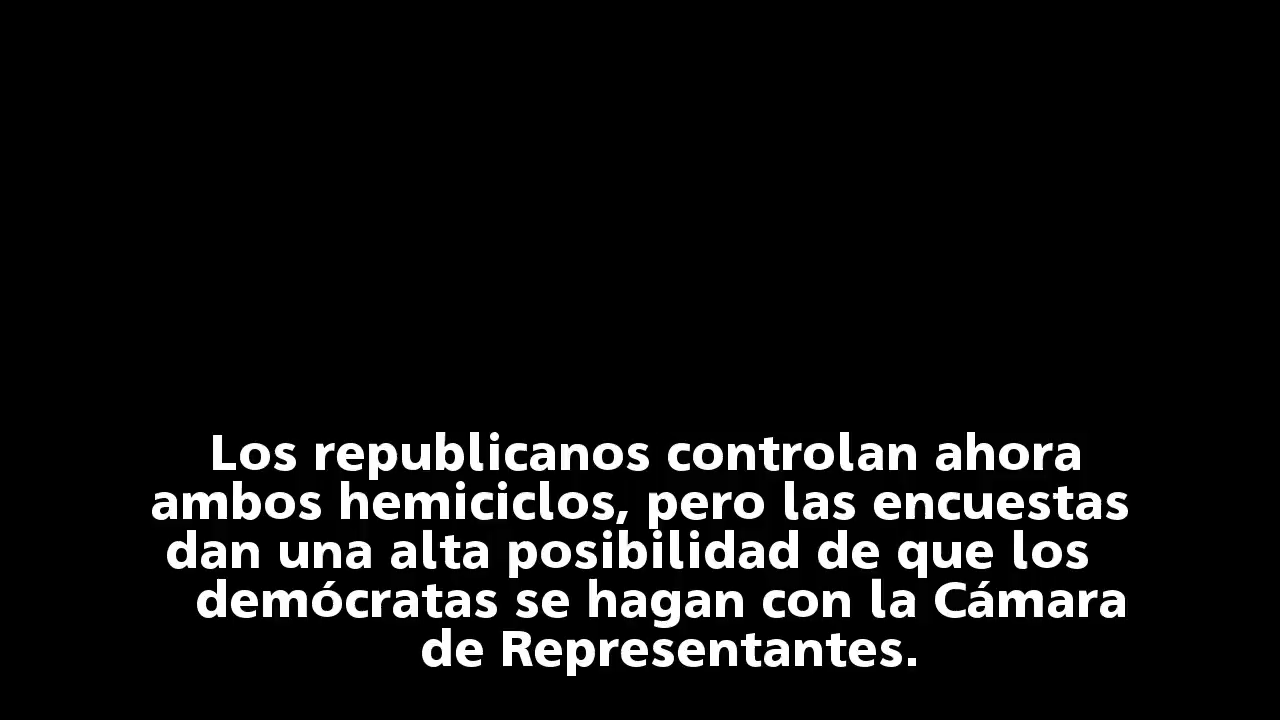 Los republicanos controlan ahora
ambos hemiciclos, pero las encuestas
dan una alta posibilidad de que los
demócratas se hagan con la Cámara
de Representantes.